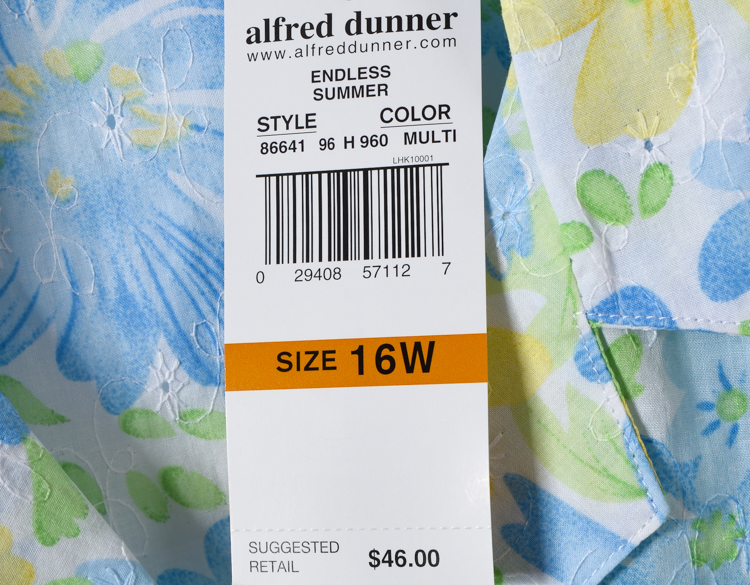 alfred dunner
www.alfreddunner.com
ENDLESS
SUMMER
STYLE COLOR
86641 96 H 960 MULTI
LHK10001
0 29408 57112 7
SIZE 16W
SUGGESTED
RETAIL $46.00